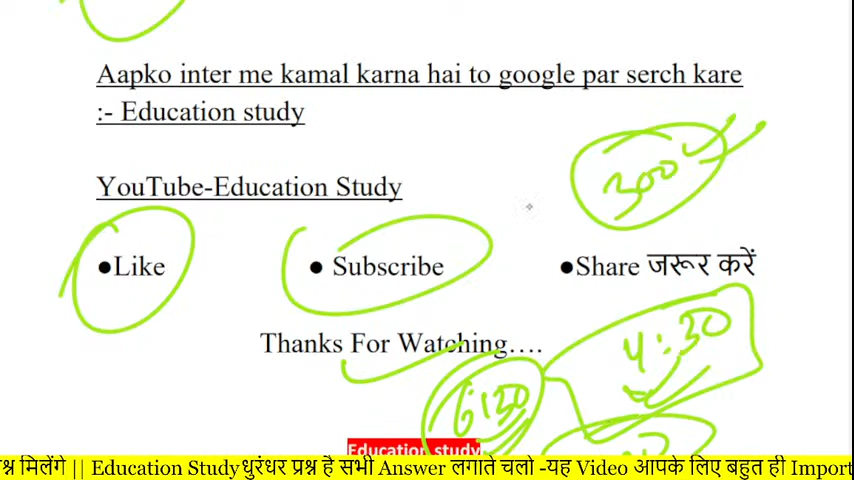 Aapko inter me kamal karna hai to google par serch kare
:- Education study
300
YouTube-Education Study
●Like ● Subscribe ●Share जरूर करें
4:30
Thanks For Watching....
6:30
Education study
श्न मिलेंगे || Education Studyधुरंधर प्रश्न है सभी Answer लगाते चलो -यह Video आपके लिए बहुत ही Import